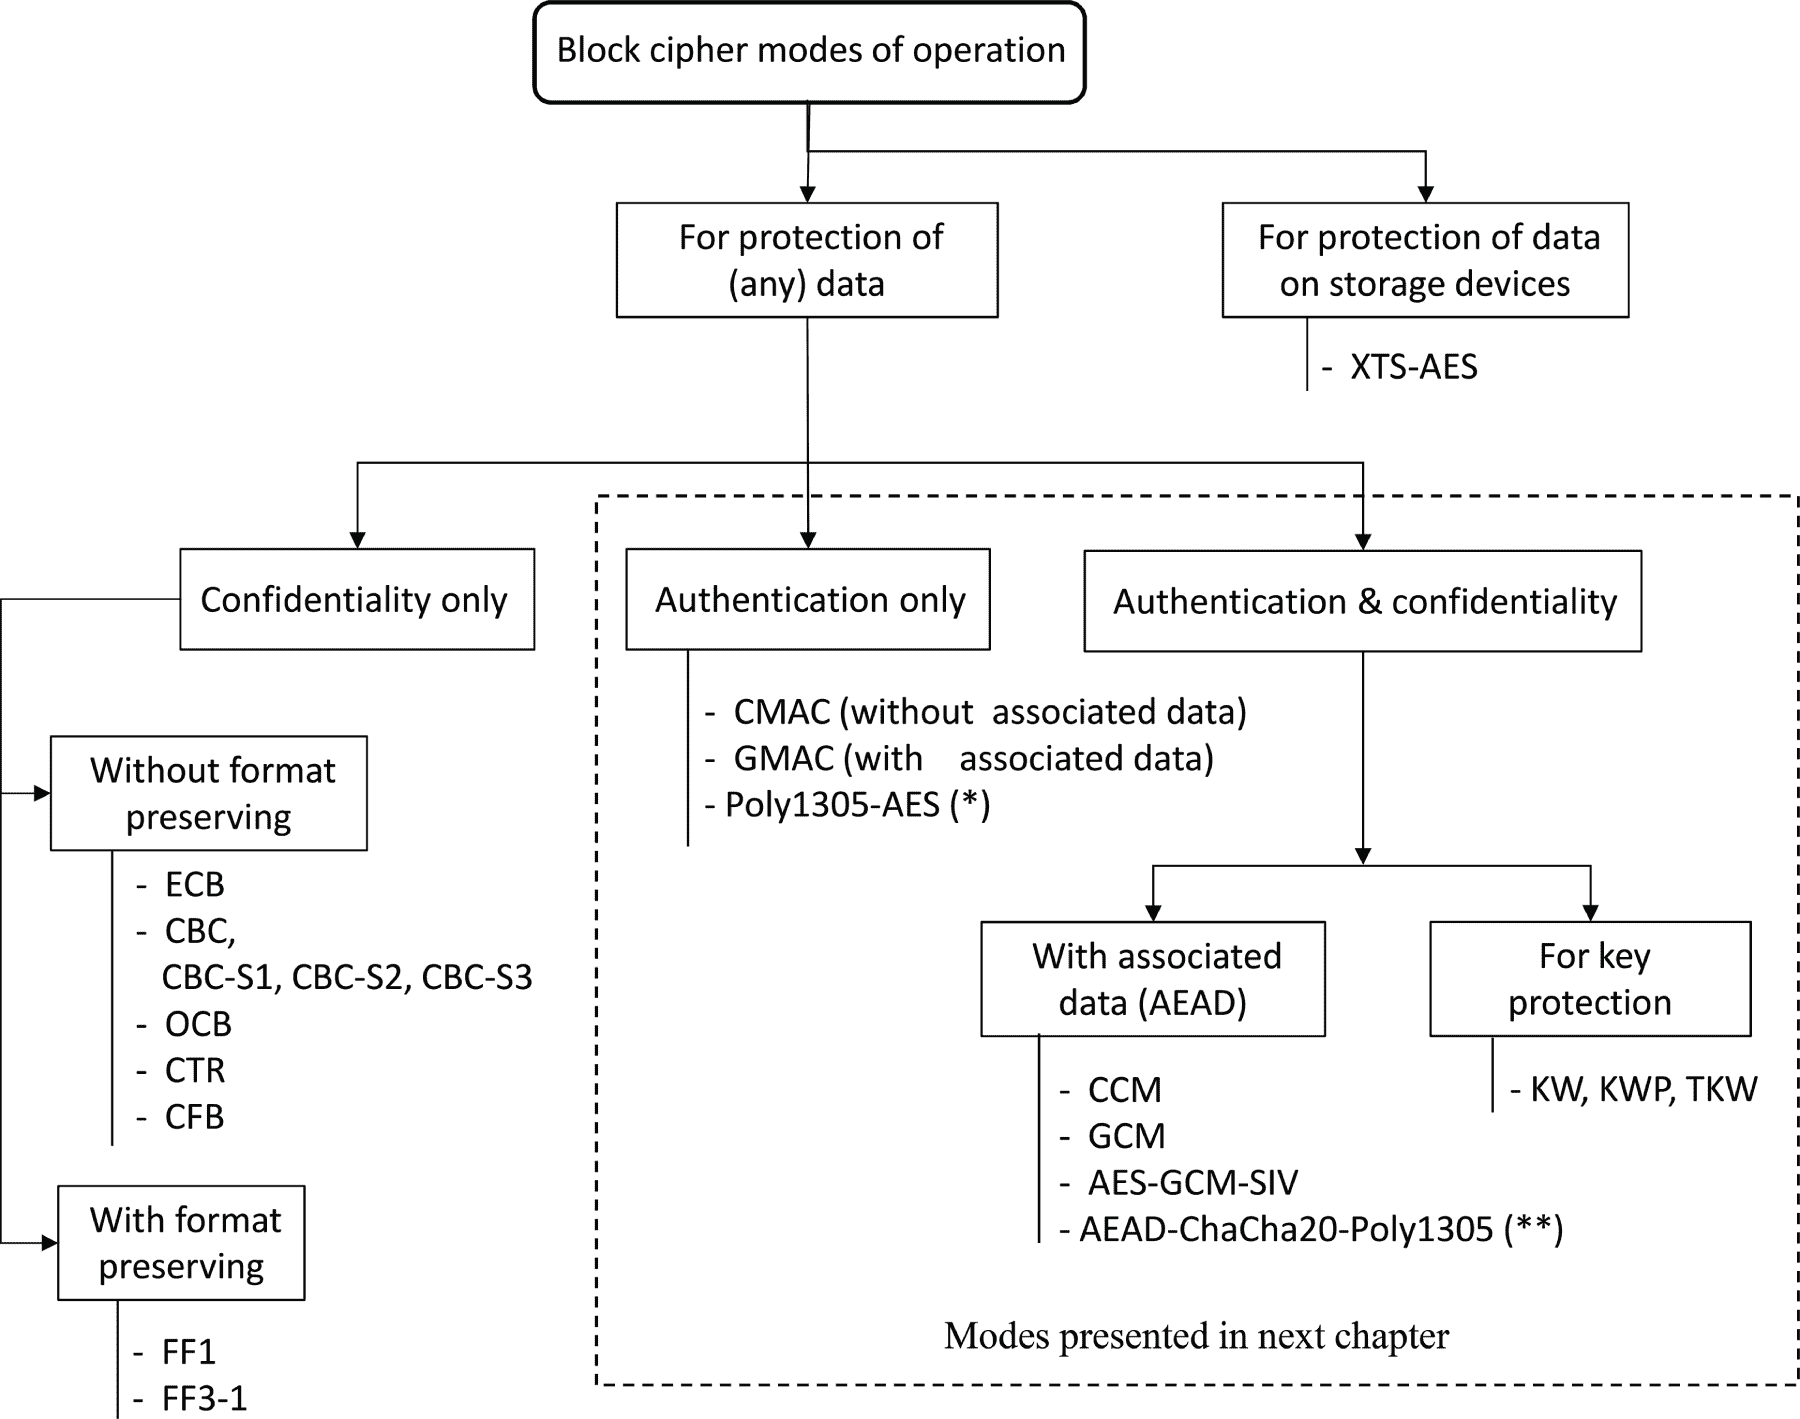 Block cipher modes of operation
For protection of
(any) data
For protection of data
on storage devices
- XTS-AES
Confidentiality only
Authentication only
Authentication & confidentiality
Without format
preserving
- ECB
- CBC,
CBC-S1, CBC-S2, CBC-S3
- OCB
- CTR
- CFB
With format
preserving
- FF1
- FF3-1
- CMAC (without associated data)
- GMAC (with associated data)
- Poly1305-AES (*)
With associated
data (AEAD)
- CCM
- GCM
- AES-GCM-SIV
- AEAD-ChaCha20-Poly1305 (**)
For key
protection
- KW, KWP, TKW
Modes presented in next chapter